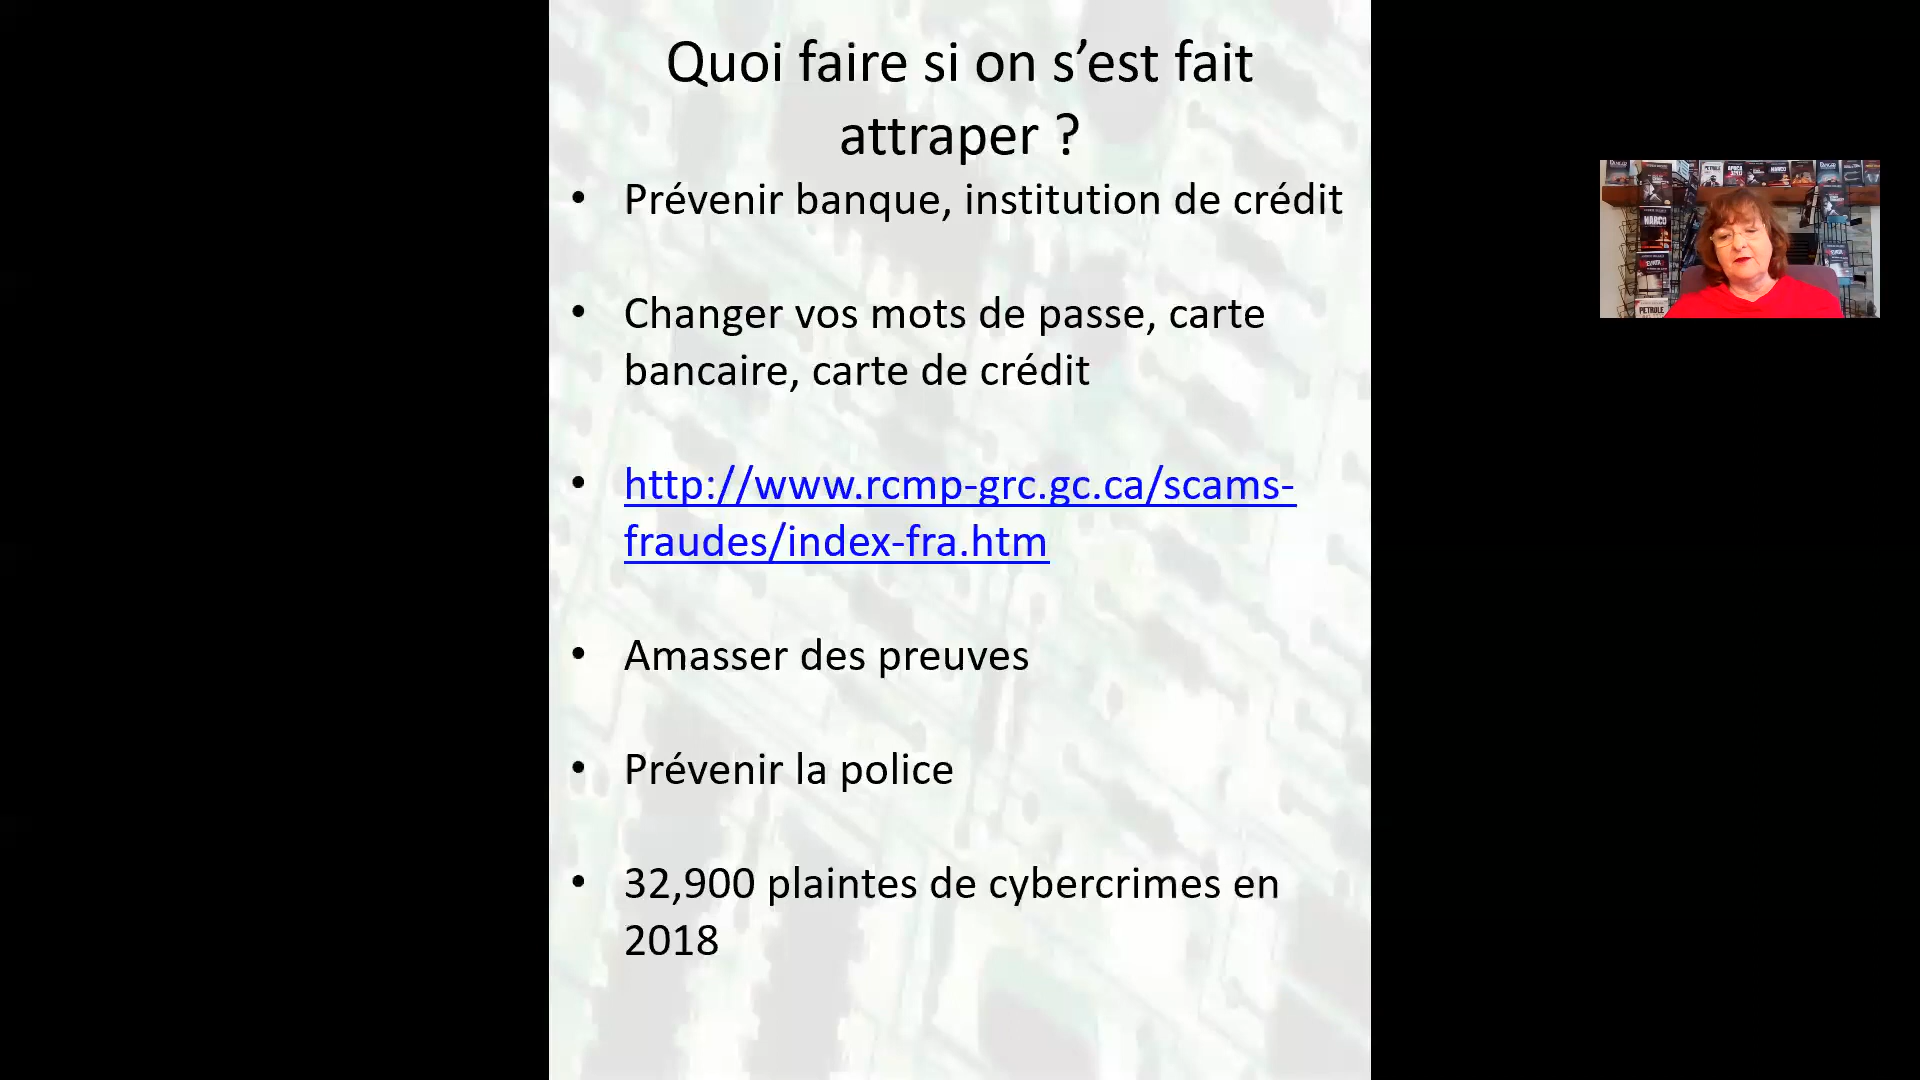 Quoi faire si on s’est fait
attraper ?
• Prévenir banque, institution de crédit
• Changer vos mots de passe, carte
bancaire, carte de crédit
• http://www.rcmp-grc.gc.ca/scams-
fraudes/index-fra.htm
• Amasser des preuves
• Prévenir la police
• 32,900 plaintes de cybercrimes en
2018
NARCO
PETROLE